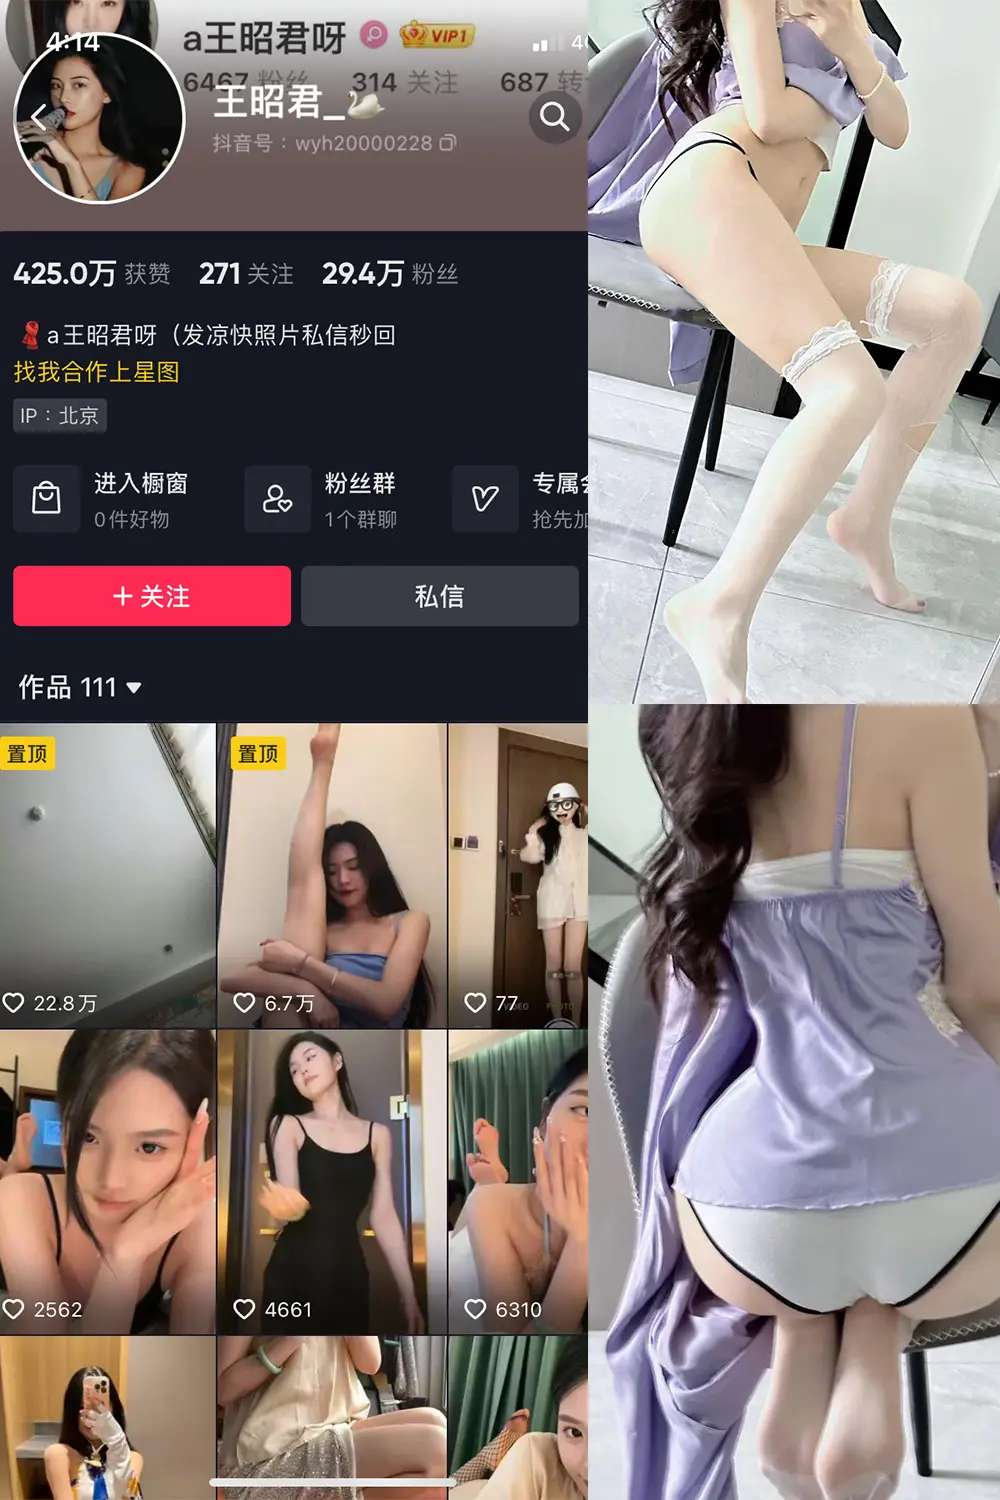 4:14
a王昭君呀 VIP1
6467 粉丝 314 关注 687 转
王昭君_🦢
抖音号：wyh20000228
425.0万 获赞 271 关注 29.4万 粉丝
a王昭君呀（发凉快照片私信秒回
找我合作上星图
IP：北京
进入橱窗 粉丝群 专属
0件好物 1个群聊 抢先加
+ 关注 私信
作品 111
置顶 置顶
22.8万 6.7万 77
VIDEO PHOTO
2562 4661 6310